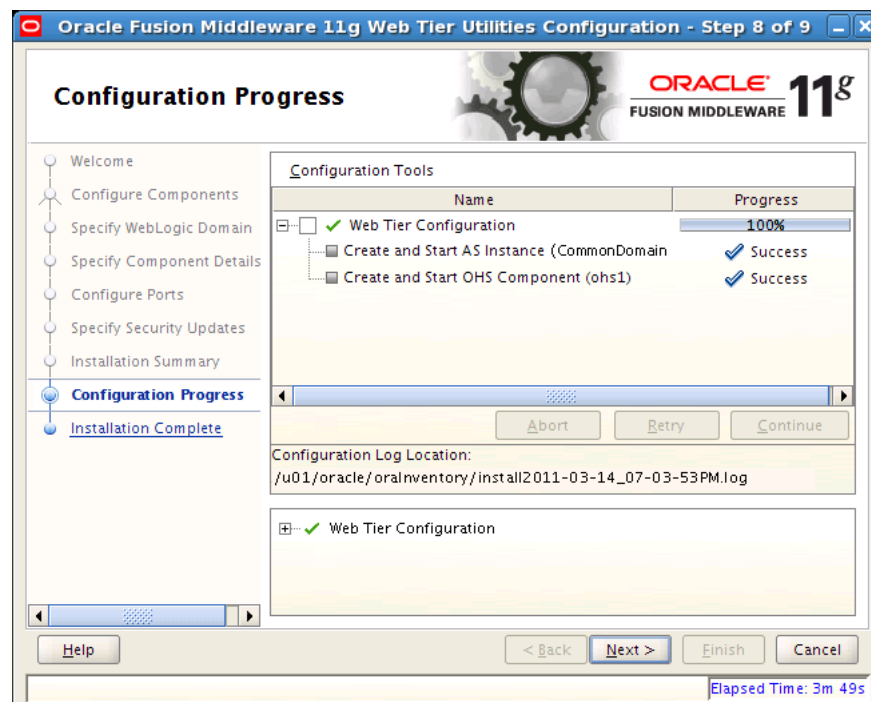 Oracle Fusion Middleware 11g Web Tier Utilities Configuration - Step 8 of 9
Configuration Progress
ORACLE
FUSION MIDDLEWARE
11g
Welcome
Configure Components
Specify WebLogic Domain
Specify Component Details
Configure Ports
Specify Security Updates
Installation Summary
Configuration Progress
Installation Complete
Configuration Tools
Name Progress
Web Tier Configuration 100%
Create and Start AS Instance (CommonDomain Success
Create and Start OHS Component (ohs1) Success
Abort Retry Continue
Configuration Log Location:
/u01/oracle/oraInventory/install2011-03-14_07-03-53PM.log
Web Tier Configuration
Help < Back Next > Finish Cancel
Elapsed Time: 3m 49s